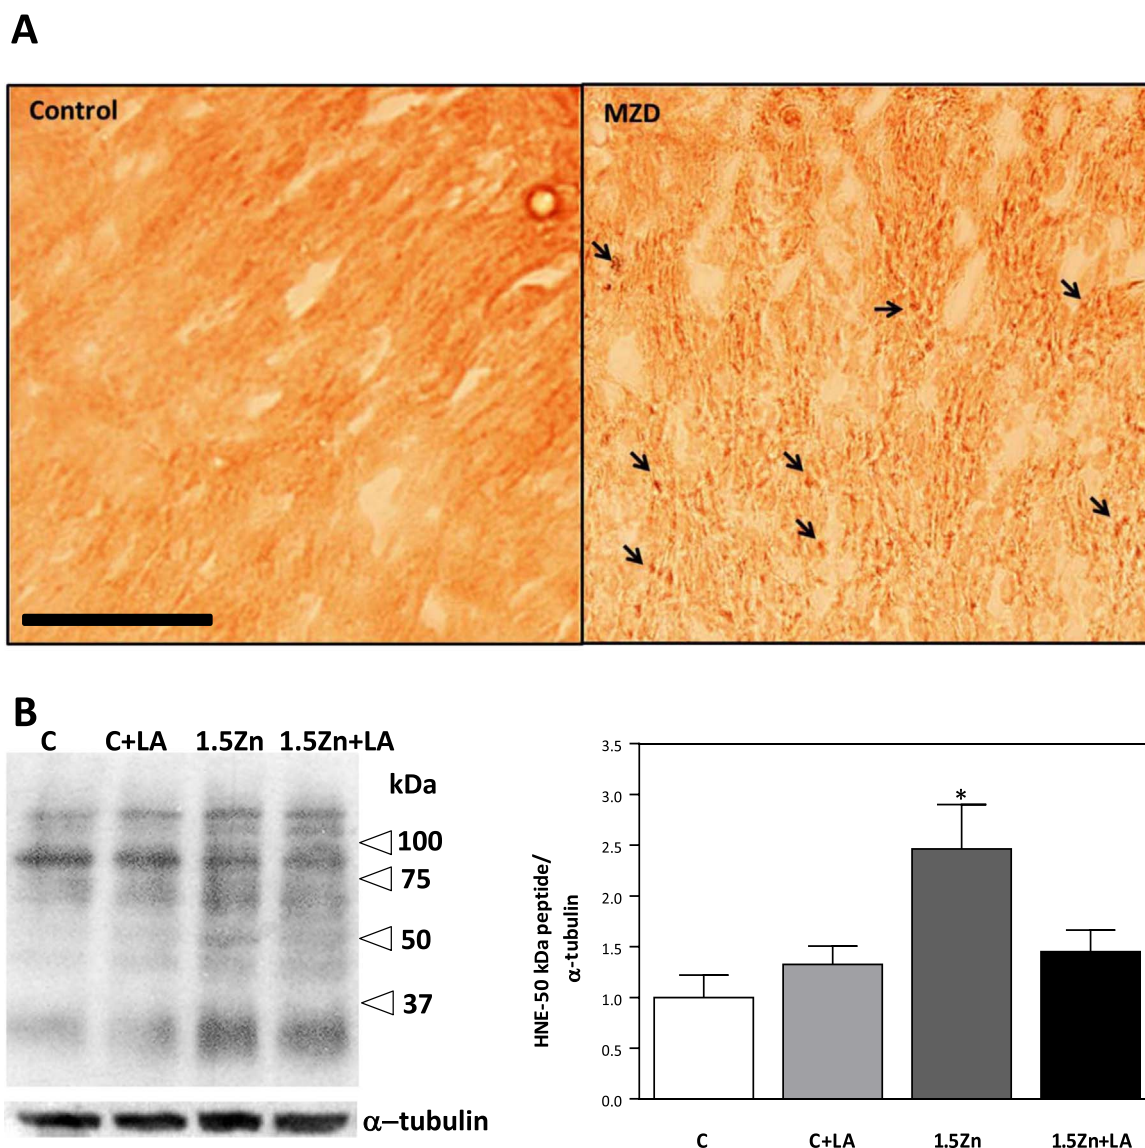 A
Control MZD
B
C C+LA 1.5Zn 1.5Zn+LA
kDa
100
75
50
37
α−tubulin
HNE-50 kDa peptide/
α-tubulin
3.5
3.0
2.5
2.0
1.5
1.0
0.5
0.0
*
C C+LA 1.5Zn 1.5Zn+LA